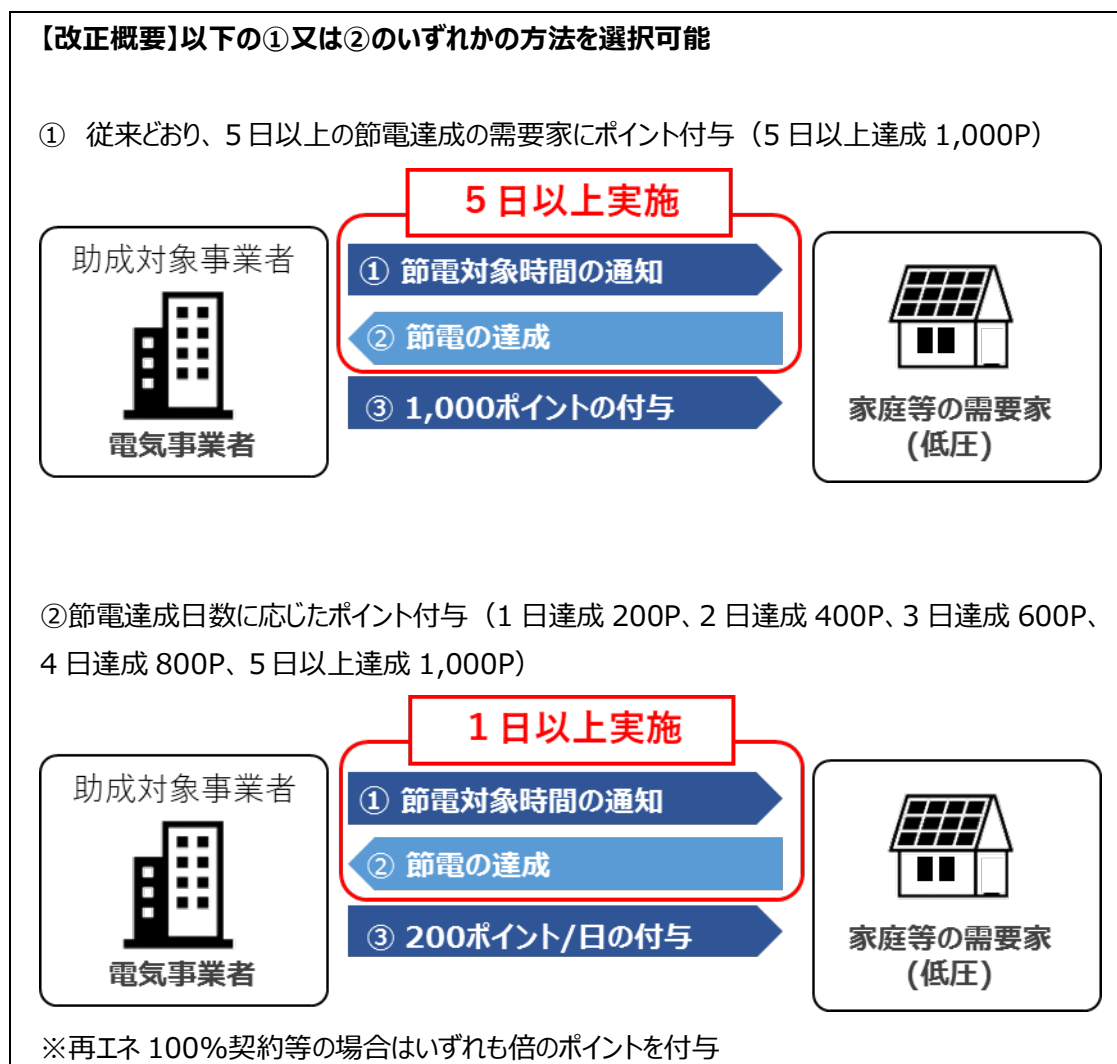 【改正概要】以下の①又は②のいずれかの方法を選択可能
① 従来どおり、５日以上の節電達成の需要家にポイント付与（５日以上達成 1,000P）
５日以上実施
助成対象事業者
電気事業者
① 節電対象時間の通知
② 節電の達成
③ 1,000ポイントの付与
家庭等の需要家
(低圧)
②節電達成日数に応じたポイント付与（1 日達成 200P、2 日達成 400P、3 日達成 600P、
4 日達成 800P、５日以上達成 1,000P）
１日以上実施
助成対象事業者
電気事業者
① 節電対象時間の通知
② 節電の達成
③ 200ポイント/日の付与
家庭等の需要家
(低圧)
※再エネ 100%契約等の場合はいずれも倍のポイントを付与